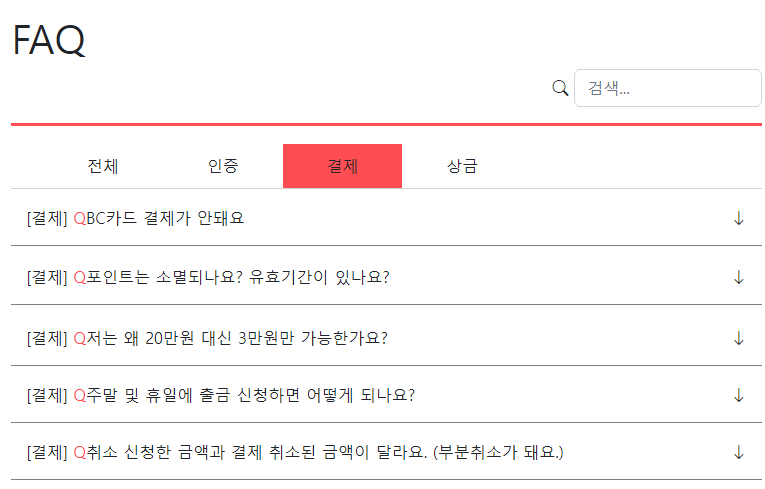 FAQ
검색...
전체 인증 결제 상금
[결제] QBC카드 결제가 안돼요
[결제] Q포인트는 소멸되나요? 유효기간이 있나요?
[결제] Q저는 왜 20만원 대신 3만원만 가능한가요?
[결제] Q주말 및 휴일에 출금 신청하면 어떻게 되나요?
[결제] Q취소 신청한 금액과 결제 취소된 금액이 달라요. (부분취소가 돼요.)